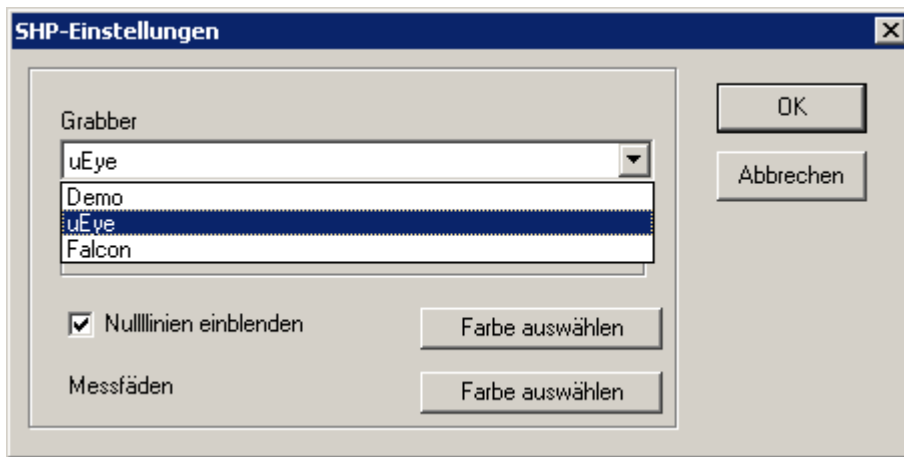 SHP-Einstellungen
Grabber
uEye
Demo
uEye
Falcon
Nulllinien einblenden
Farbe auswählen
Messfäden
Farbe auswählen
OK
Abbrechen